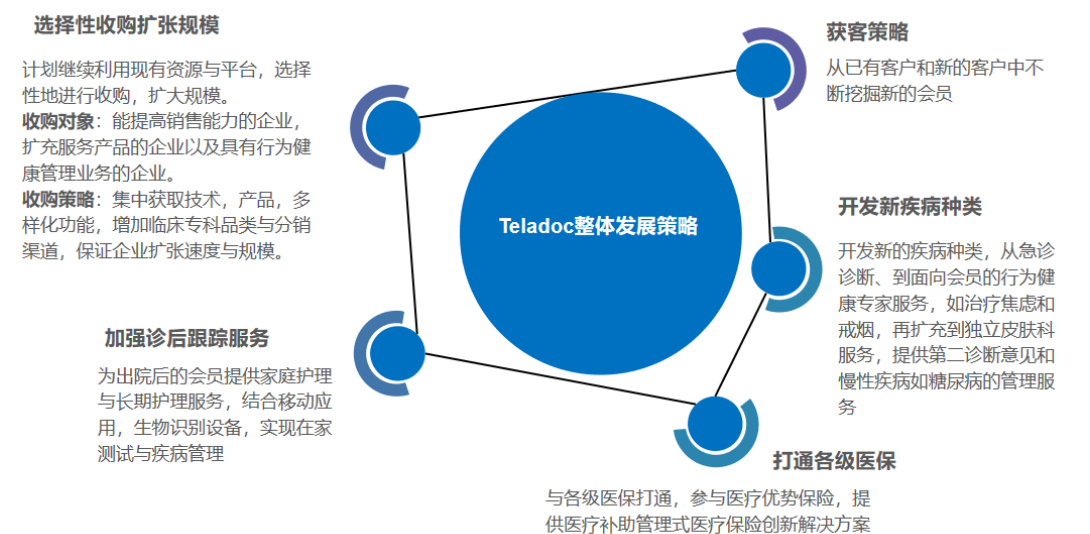 选择性收购扩张规模
计划继续利用现有资源与平台，选择
性地进行收购，扩大规模。
收购对象：能提高销售能力的企业，
扩充服务产品的企业以及具有行为健
康管理业务的企业。
收购策略：集中获取技术，产品，多
样化功能，增加临床专科品类与分销
渠道，保证企业扩张速度与规模。
获客策略
从已有客户和新的客户中不
断挖掘新的会员
Teladoc整体发展策略
开发新疾病种类
开发新的疾病种类，从急诊
诊断、到面向会员的行为健
康专家服务，如治疗焦虑和
戒烟，再扩充到独立皮肤科
服务，提供第二诊断意见和
慢性疾病如糖尿病的管理服
务
加强诊后跟踪服务
为出院后的会员提供家庭护理
与长期护理服务，结合移动应
用，生物识别设备，实现在家
测试与疾病管理
打通各级医保
与各级医保打通，参与医疗优势保险，提
供医疗补助管理式医疗保险创新解决方案